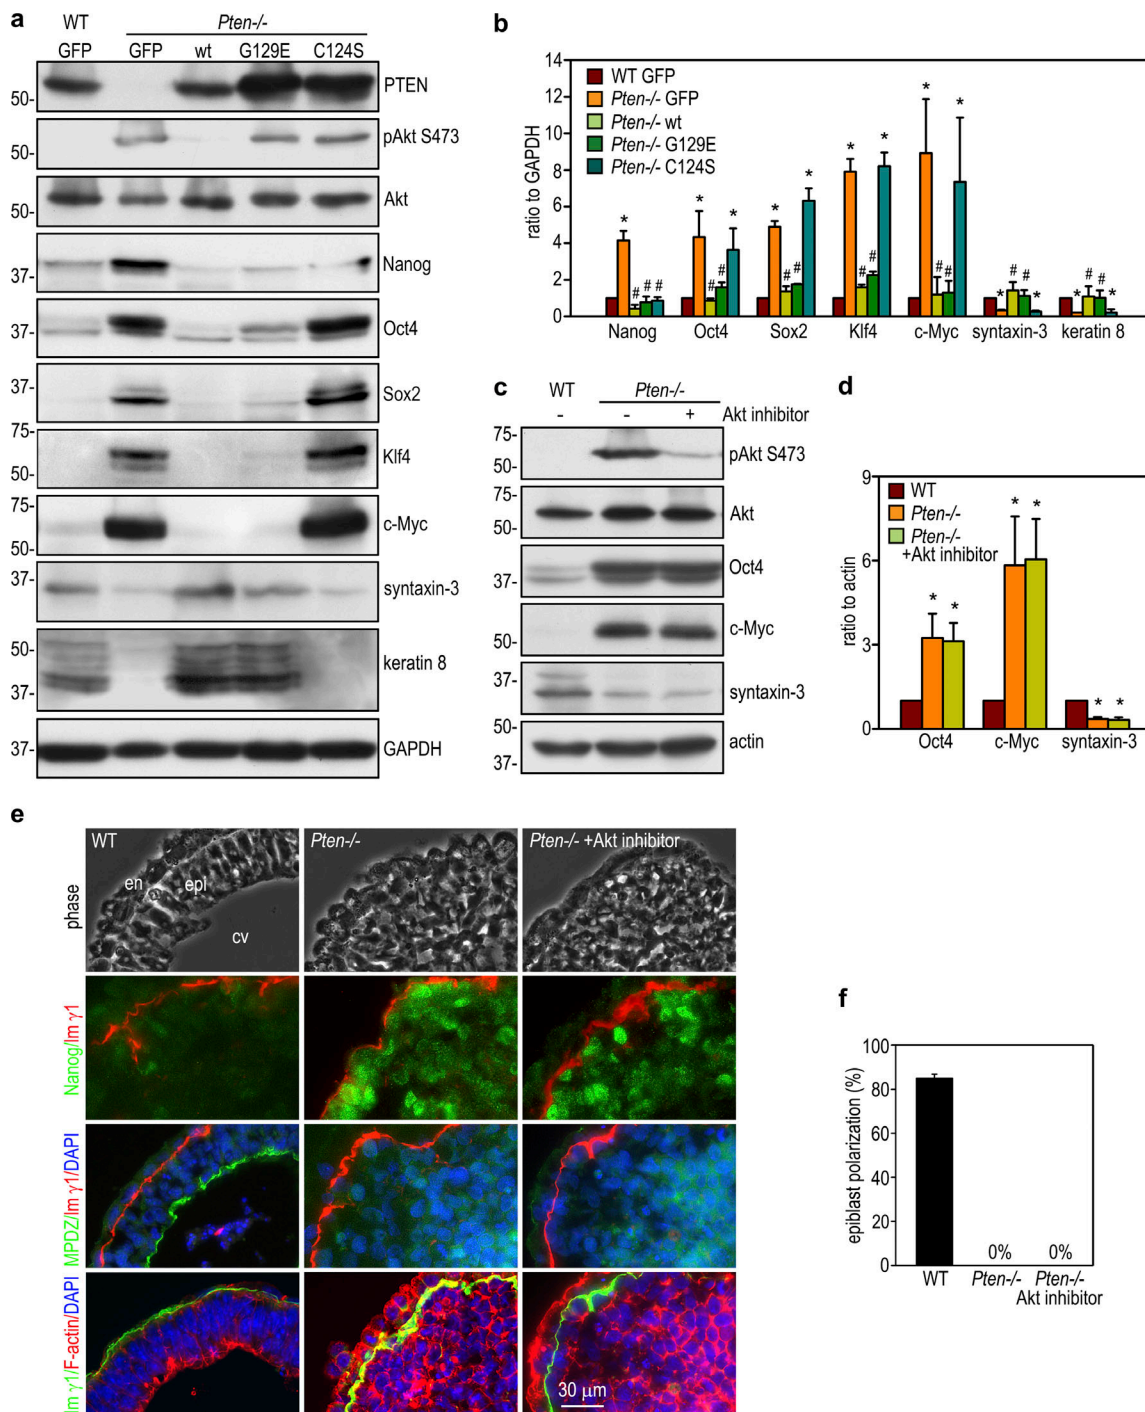 a
WT
Pten-/-
GFP GFP wt G129E C124S
50-
PTEN
50-
pAkt S473
50-
Akt
37-
Nanog
37-
Oct4
37-
Sox2
75-
50-
Klf4
75-
50-
c-Myc
37-
syntaxin-3
50-
37-
keratin 8
37-
GAPDH
b
ratio to GAPDH
14
12
10
8
6
4
2
0
WT GFP
Pten-/- GFP
Pten-/- wt
Pten-/- G129E
Pten-/- C124S
* # # #
* # # *
* # # *
* # # *
* # # *
* # # *
* # # *
Nanog Oct4 Sox2 Klf4 c-Myc syntaxin-3 keratin 8
c
WT
Pten-/-
- - + Akt inhibitor
75-
50-
pAkt S473
75-
50-
Akt
37-
Oct4
50-
c-Myc
50-
37-
syntaxin-3
50-
37-
actin
d
ratio to actin
9
6
3
0
WT
Pten-/-
Pten-/-
+Akt inhibitor
* *
* *
* *
Oct4 c-Myc syntaxin-3
e
phase
WT
en
epi
cv
Pten-/-
Pten-/- +Akt inhibitor
Nanog/lm γ1
MPDZ/lm γ1/DAPI
lm γ1/F-actin/DAPI
30 μm
f
epiblast polarization (%)
100
80
60
40
20
0
0% 0%
WT Pten-/- Pten-/-
Akt inhibitor